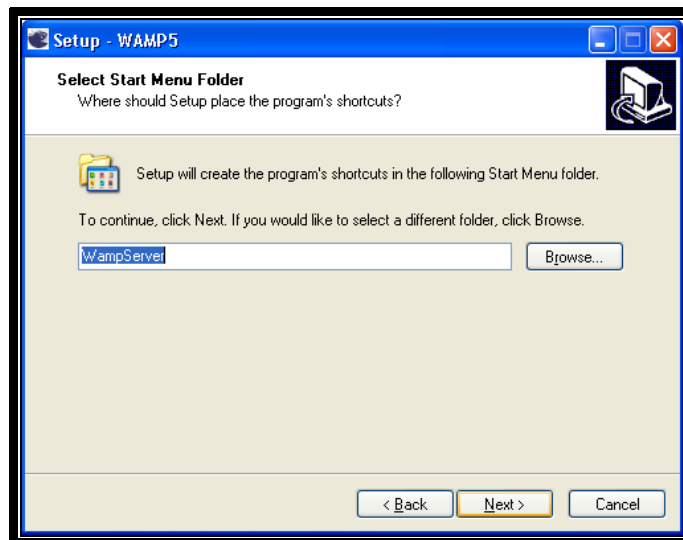 Setup - WAMP5
Select Start Menu Folder
Where should Setup place the program's shortcuts?
Setup will create the program's shortcuts in the following Start Menu folder.
To continue, click Next. If you would like to select a different folder, click Browse.
WampServer
Browse...
< Back
Next >
Cancel